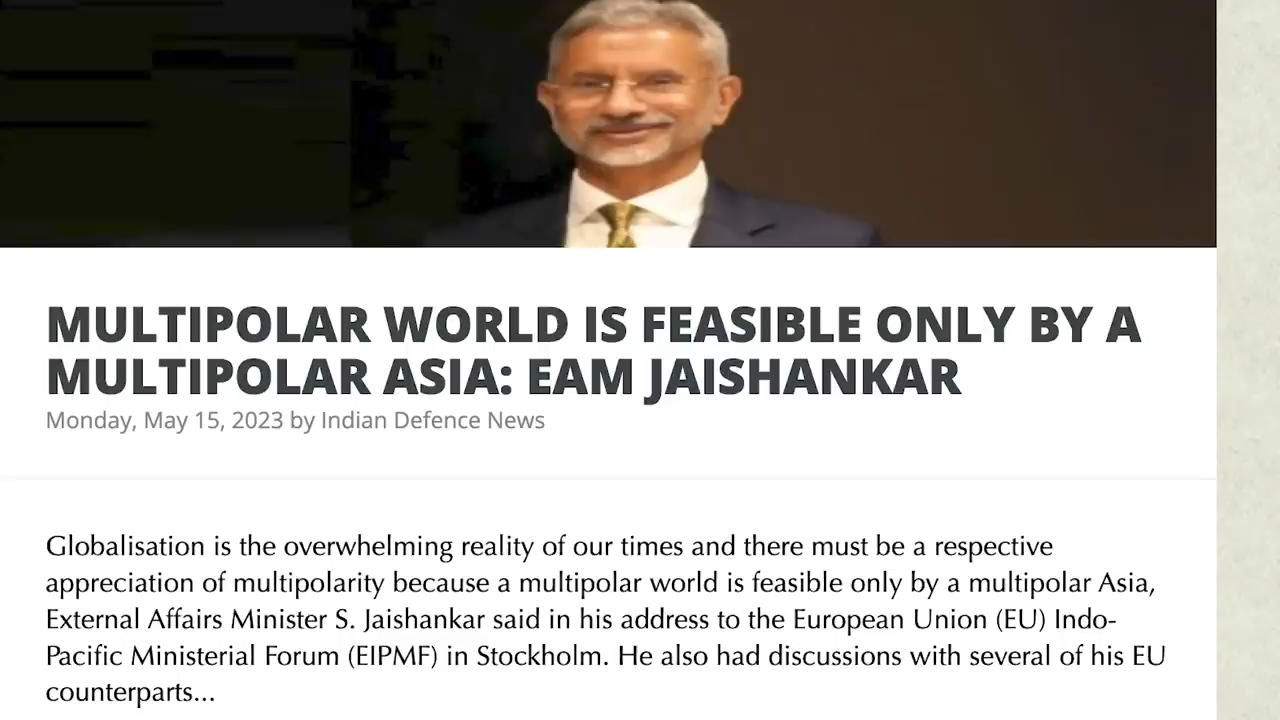 MULTIPOLAR WORLD IS FEASIBLE ONLY BY A
MULTIPOLAR ASIA: EAM JAISHANKAR
Monday, May 15, 2023 by Indian Defence News
Globalisation is the overwhelming reality of our times and there must be a respective
appreciation of multipolarity because a multipolar world is feasible only by a multipolar Asia,
External Affairs Minister S. Jaishankar said in his address to the European Union (EU) Indo-
Pacific Ministerial Forum (EIPMF) in Stockholm. He also had discussions with several of his EU
counterparts...